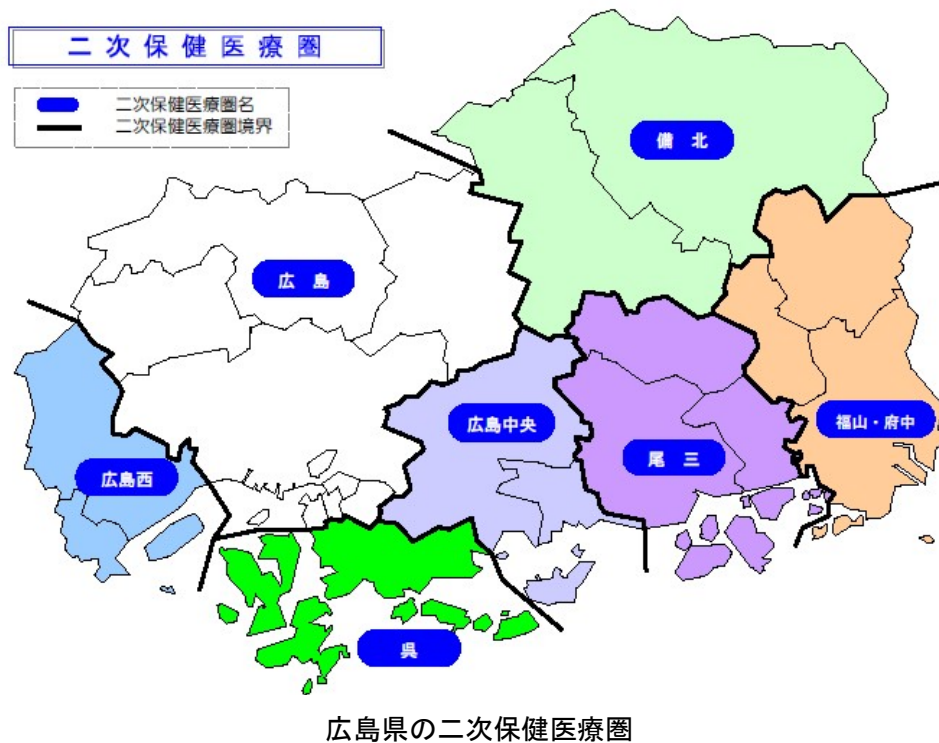 二次保健医療圏
二次保健医療圏名
二次保健医療圏境界
備北
広島
広島中央
福山・府中
尾三
広島西
呉
広島県の二次保健医療圏